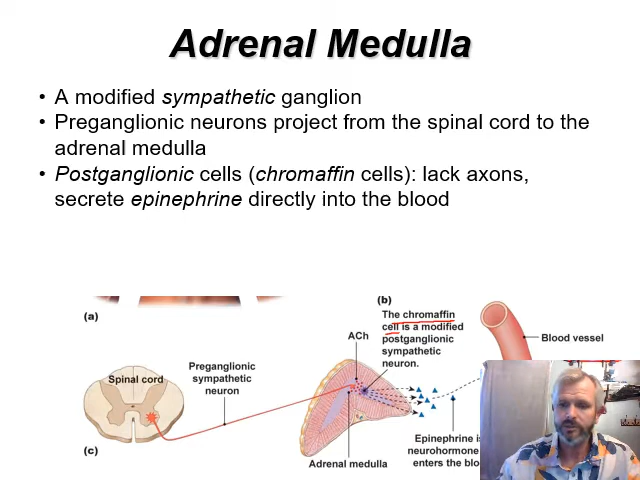 Adrenal Medulla
• A modified sympathetic ganglion
• Preganglionic neurons project from the spinal cord to the
adrenal medulla
• Postganglionic cells (chromaffin cells): lack axons,
secrete epinephrine directly into the blood
(a)
(b)
The chromaffin
cell is a modified
postganglionic
sympathetic
neuron.
ACh
Blood vessel
Preganglionic
sympathetic
neuron
Spinal cord
(c)
Adrenal medulla
Epinephrine is
neurohormone
enters the